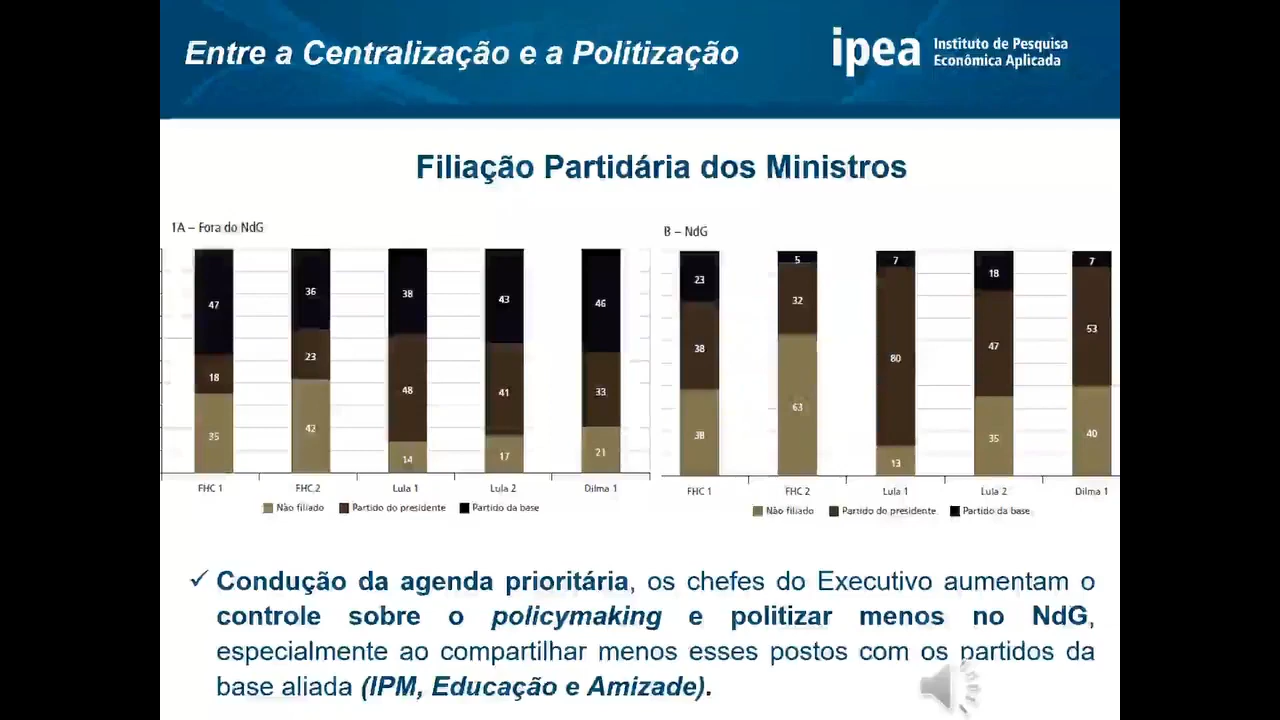 Entre a Centralização e a Politização
ipea Instituto de Pesquisa
Econômica Aplicada
Filiação Partidária dos Ministros
1A – Fora do NdG
47 36 38 43 46
18 23 48 41 33
35 42 14 17 21
FHC 1 FHC 2 Lula 1 Lula 2 Dilma 1
Não filiado Partido do presidente Partido da base
B – NdG
23 5 7 18 7
38 32 80 47 53
38 63 13 35 40
FHC 1 FHC 2 Lula 1 Lula 2 Dilma 1
Não filiado Partido do presidente Partido da base
✓ Condução da agenda prioritária, os chefes do Executivo aumentam o
controle sobre o policymaking e politizar menos no NdG,
especialmente ao compartilhar menos esses postos com os partidos da
base aliada (IPM, Educação e Amizade).